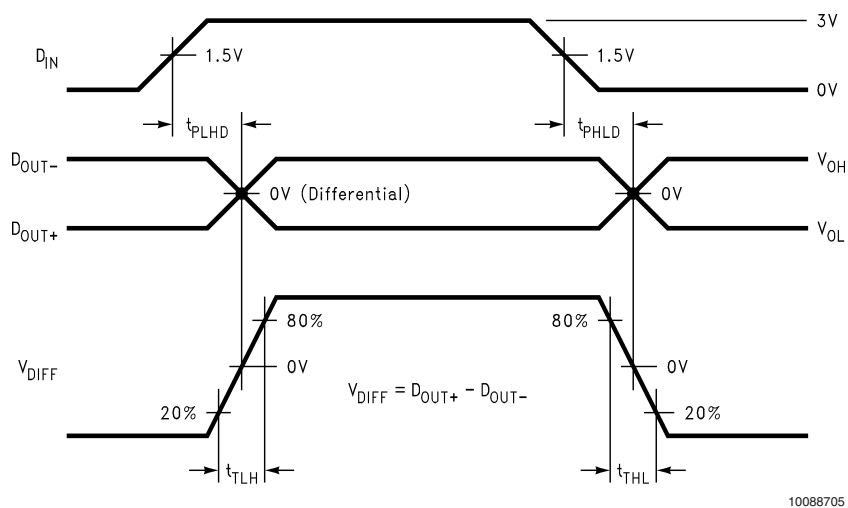 3V
D_IN
1.5V
1.5V
0V
t_PLHD
t_PHLD
D_OUT−
V_OH
0V (Differential)
0V
D_OUT+
V_OL
80%
80%
V_DIFF
0V
0V
V_DIFF = D_OUT+ − D_OUT−
20%
20%
t_TLH
t_THL
10088705